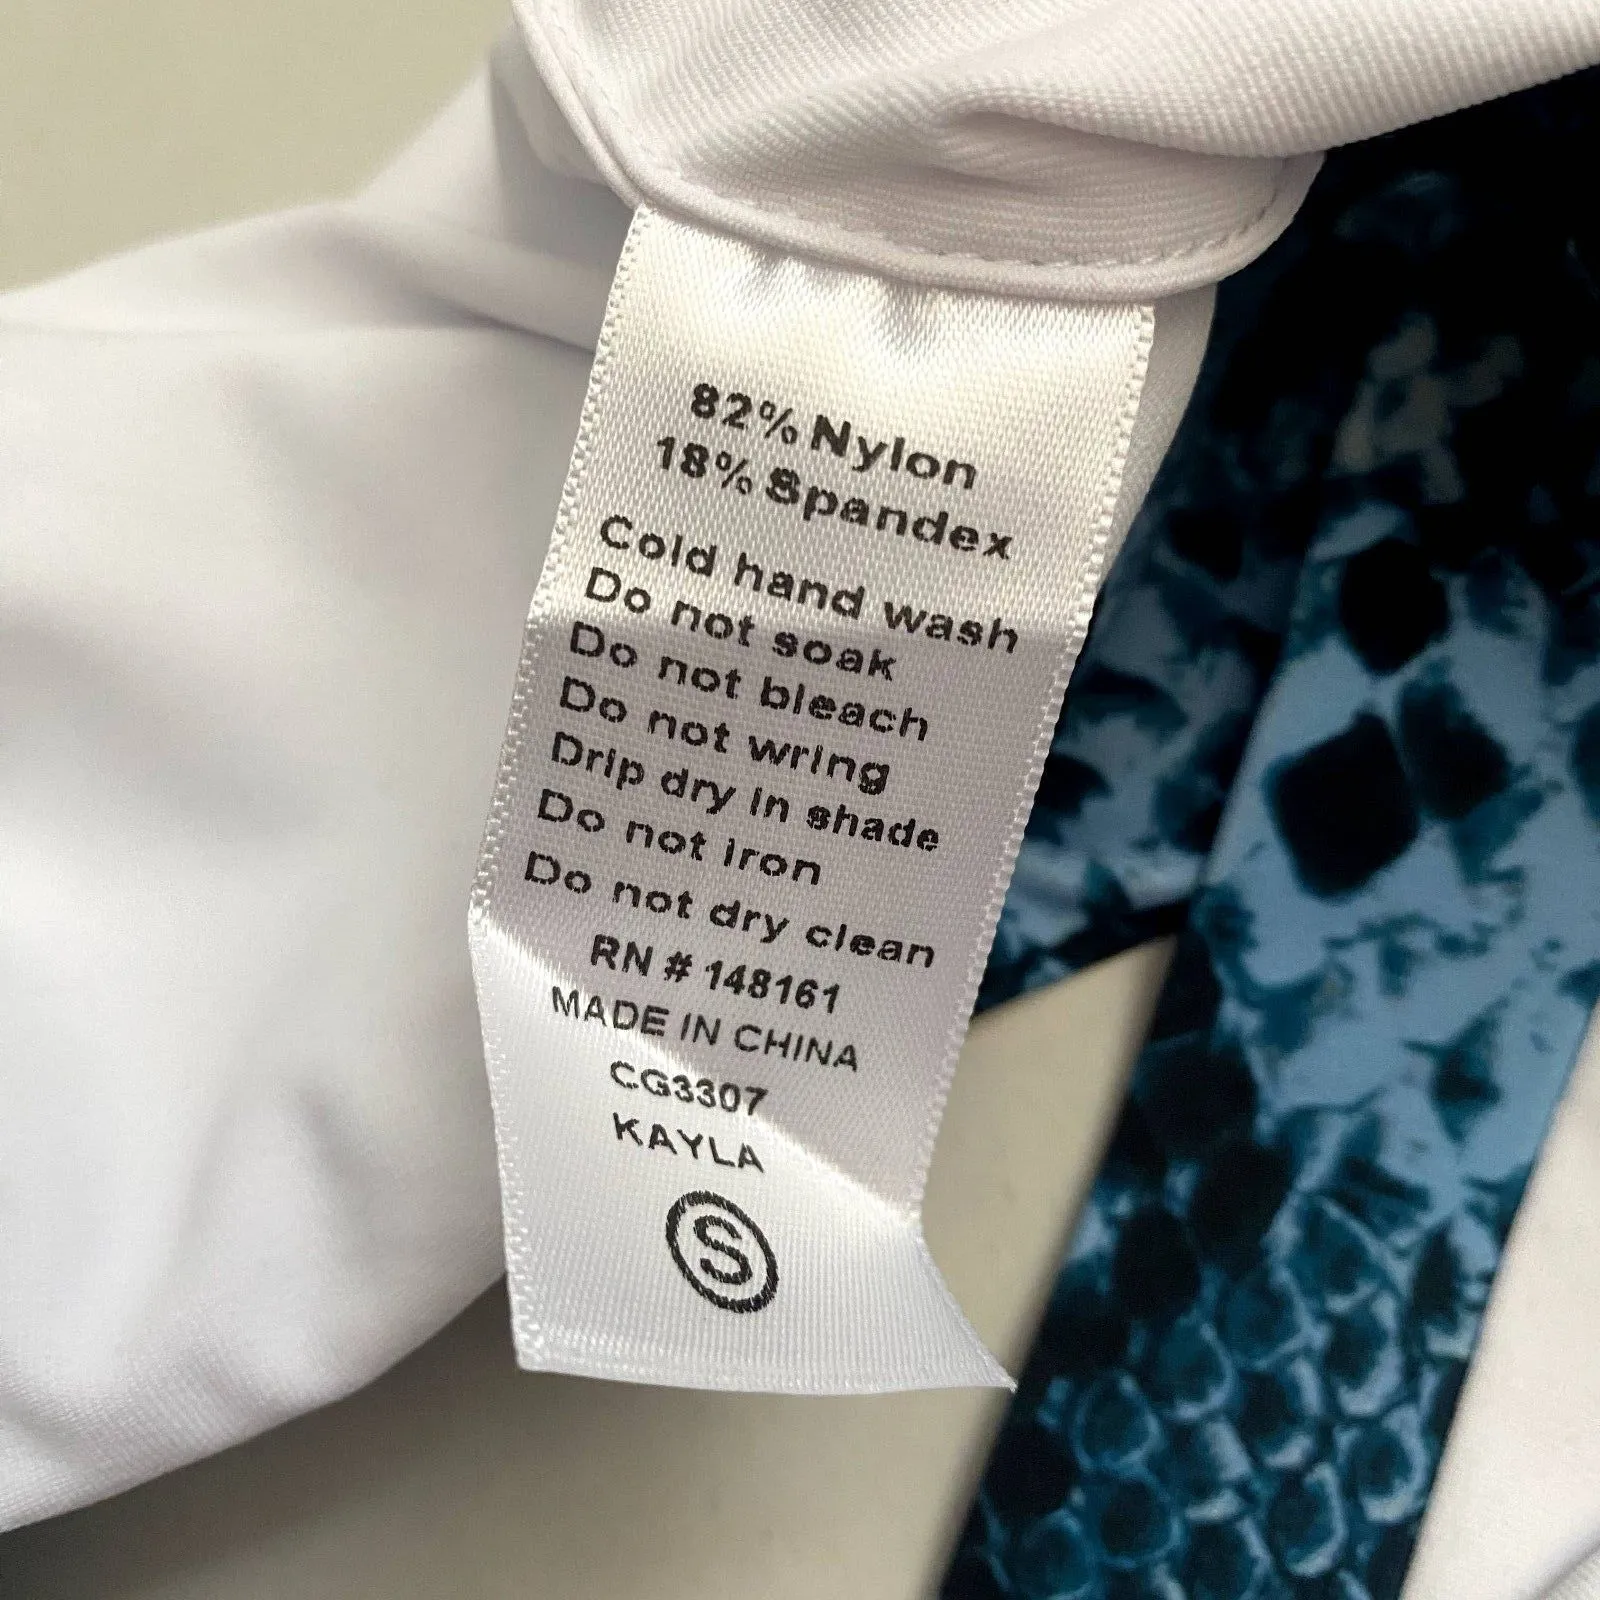 82% Nylon
18% Spandex
Cold hand wash
Do not soak
Do not bleach
Do not wring
Drip dry in shade
Do not iron
Do not dry clean
RN # 148161
MADE IN CHINA
CG3307
KAYLA
S